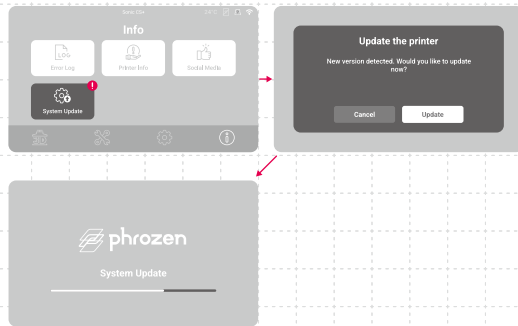 Info
LOG
Error Log
Printer Info
Social Media
System Update
Update the printer
New version detected. Would you like to update
now?
Cancel
Update
phrozen
System Update